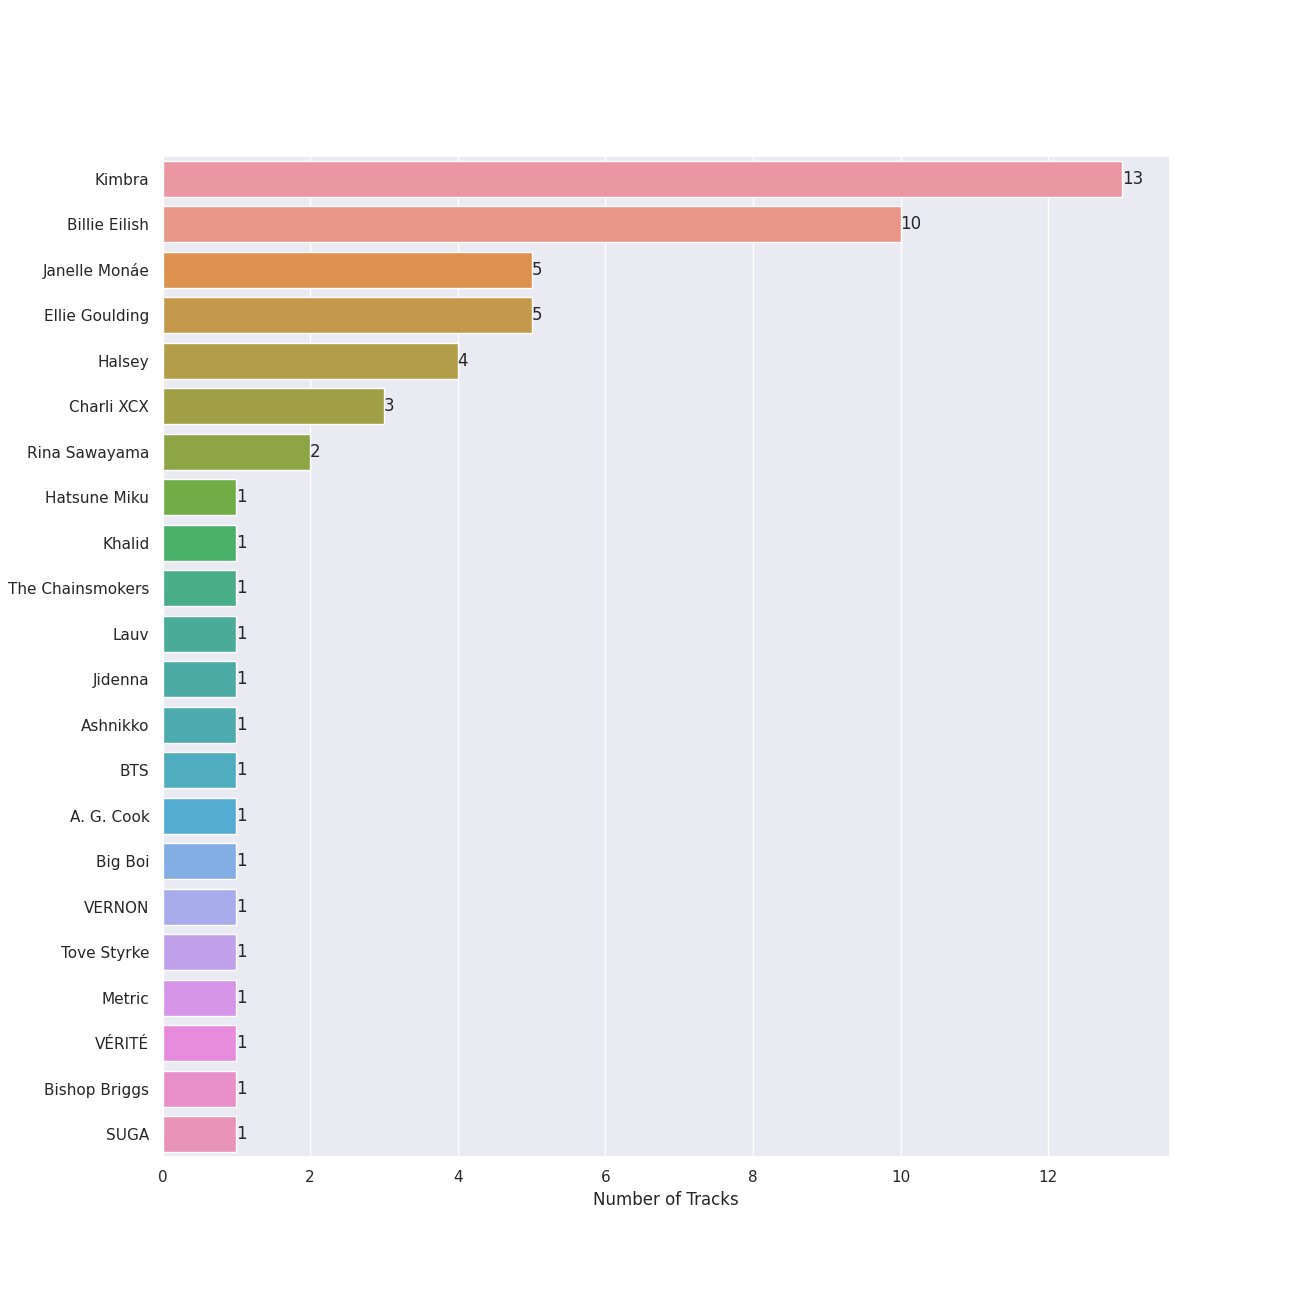 Kimbra 13
Billie Eilish 10
Janelle Monáe 5
Ellie Goulding 5
Halsey 4
Charli XCX 3
Rina Sawayama 2
Hatsune Miku 1
Khalid 1
The Chainsmokers 1
Lauv 1
Jidenna 1
Ashnikko 1
BTS 1
A. G. Cook 1
Big Boi 1
VERNON 1
Tove Styrke 1
Metric 1
VÉRITÉ 1
Bishop Briggs 1
SUGA 1
0 2 4 6 8 10 12
Number of Tracks